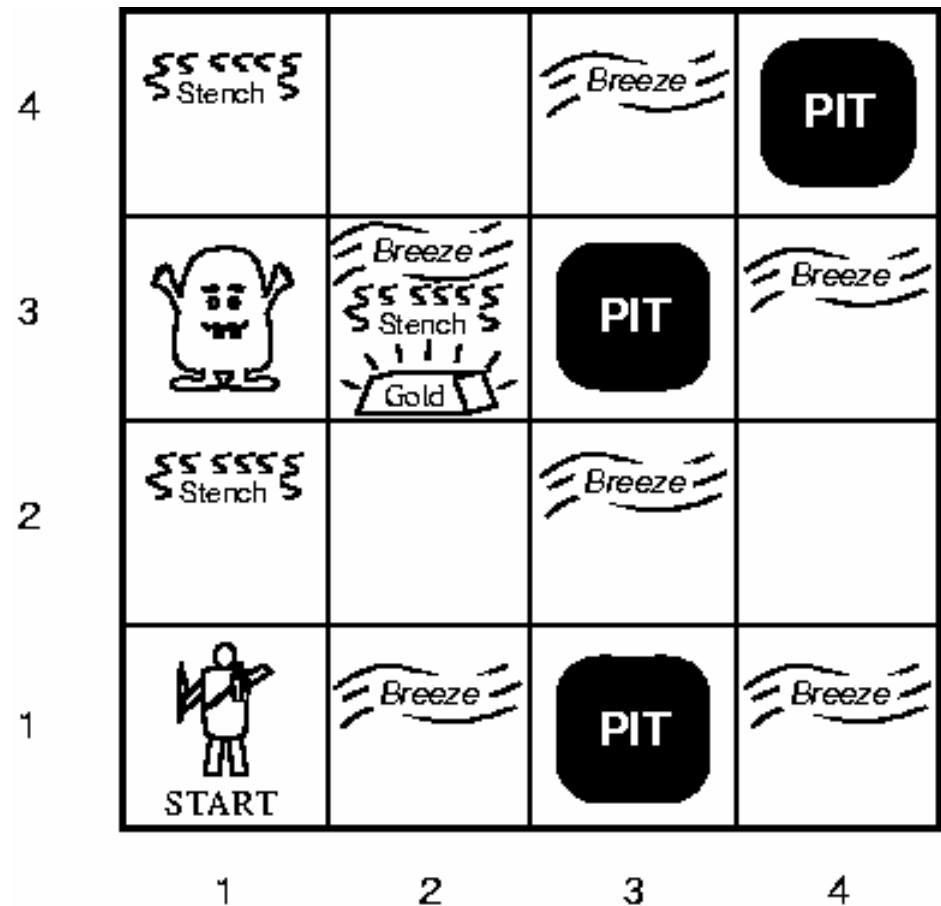 4
Stench
Breeze
PIT
3
Breeze
Stench
Gold
PIT
Breeze
2
Stench
Breeze
1
START
Breeze
PIT
Breeze
1 2 3 4